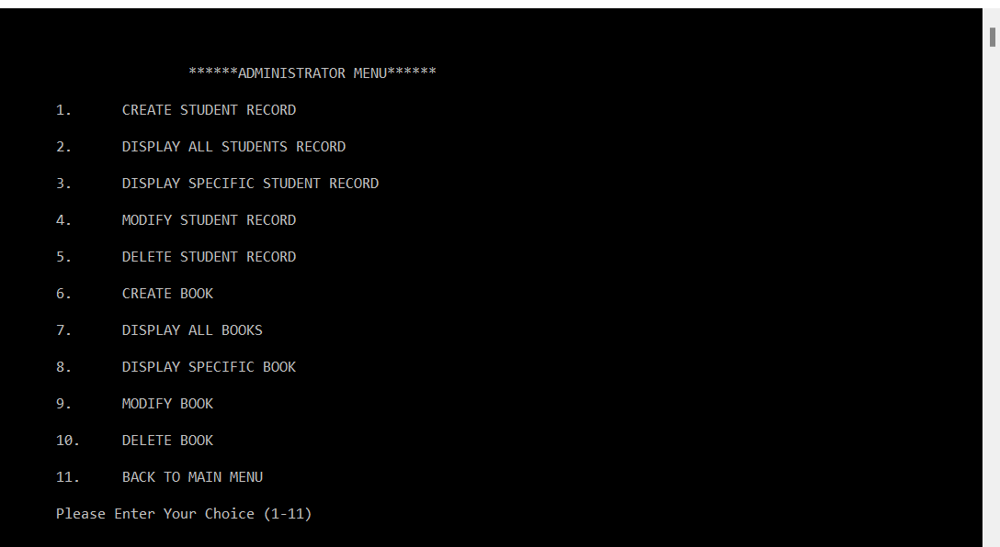 ******ADMINISTRATOR MENU******
1. CREATE STUDENT RECORD
2. DISPLAY ALL STUDENTS RECORD
3. DISPLAY SPECIFIC STUDENT RECORD
4. MODIFY STUDENT RECORD
5. DELETE STUDENT RECORD
6. CREATE BOOK
7. DISPLAY ALL BOOKS
8. DISPLAY SPECIFIC BOOK
9. MODIFY BOOK
10. DELETE BOOK
11. BACK TO MAIN MENU
Please Enter Your Choice (1-11)